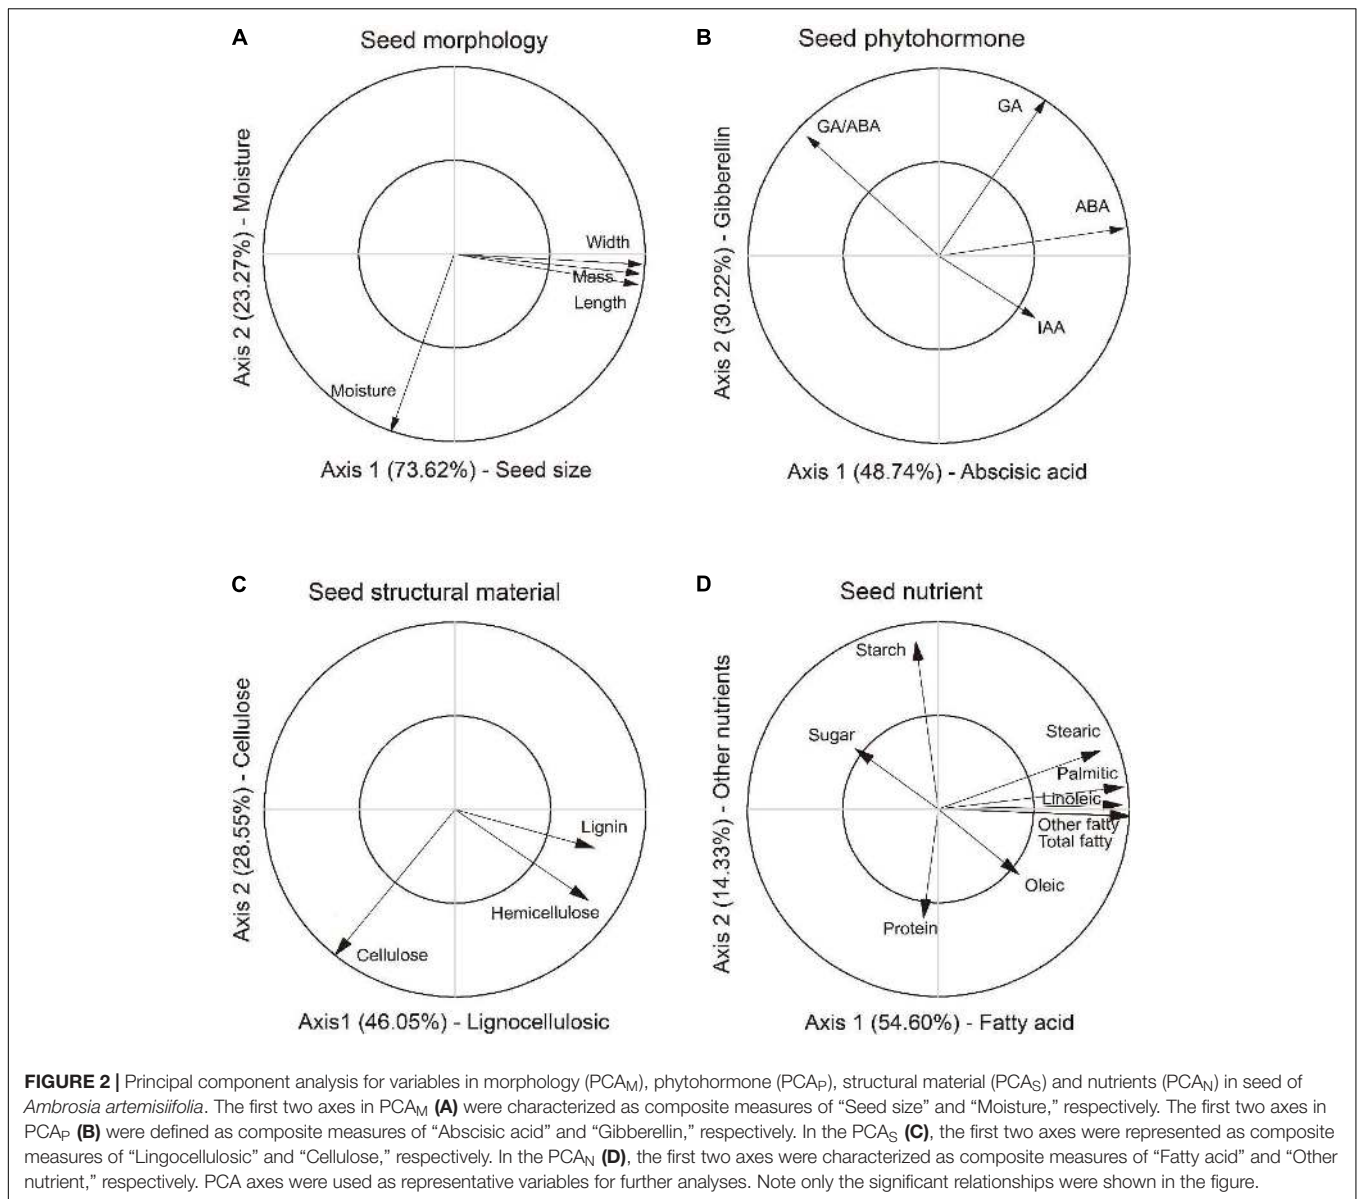 A
Seed morphology
Axis 2 (23.27%) - Moisture
Width
Mass
Length
Moisture
Axis 1 (73.62%) - Seed size
B
Seed phytohormone
Axis 2 (30.22%) - Gibberellin
GA
GA/ABA
ABA
IAA
Axis 1 (48.74%) - Abscisic acid
C
Seed structural material
Axis 2 (28.55%) - Cellulose
Lignin
Hemicellulose
Cellulose
Axis1 (46.05%) - Lignocellulosic
D
Seed nutrient
Axis 2 (14.33%) - Other nutrients
Starch
Sugar
Stearic
Palmitic
Linoleic
Other fatty
Total fatty
Oleic
Protein
Axis 1 (54.60%) - Fatty acid
FIGURE 2 | Principal component analysis for variables in morphology (PCAM), phytohormone (PCAP), structural material (PCAS) and nutrients (PCAN) in seed of
Ambrosia artemisiifolia. The first two axes in PCAM (A) were characterized as composite measures of “Seed size” and “Moisture,” respectively. The first two axes in
PCAP (B) were defined as composite measures of “Abscisic acid” and “Gibberellin,” respectively. In the PCAS (C), the first two axes were represented as composite
measures of “Lingocellulosic” and “Cellulose,” respectively. In the PCAN (D), the first two axes were characterized as composite measures of “Fatty acid” and “Other
nutrient,” respectively. PCA axes were used as representative variables for further analyses. Note only the significant relationships were shown in the figure.